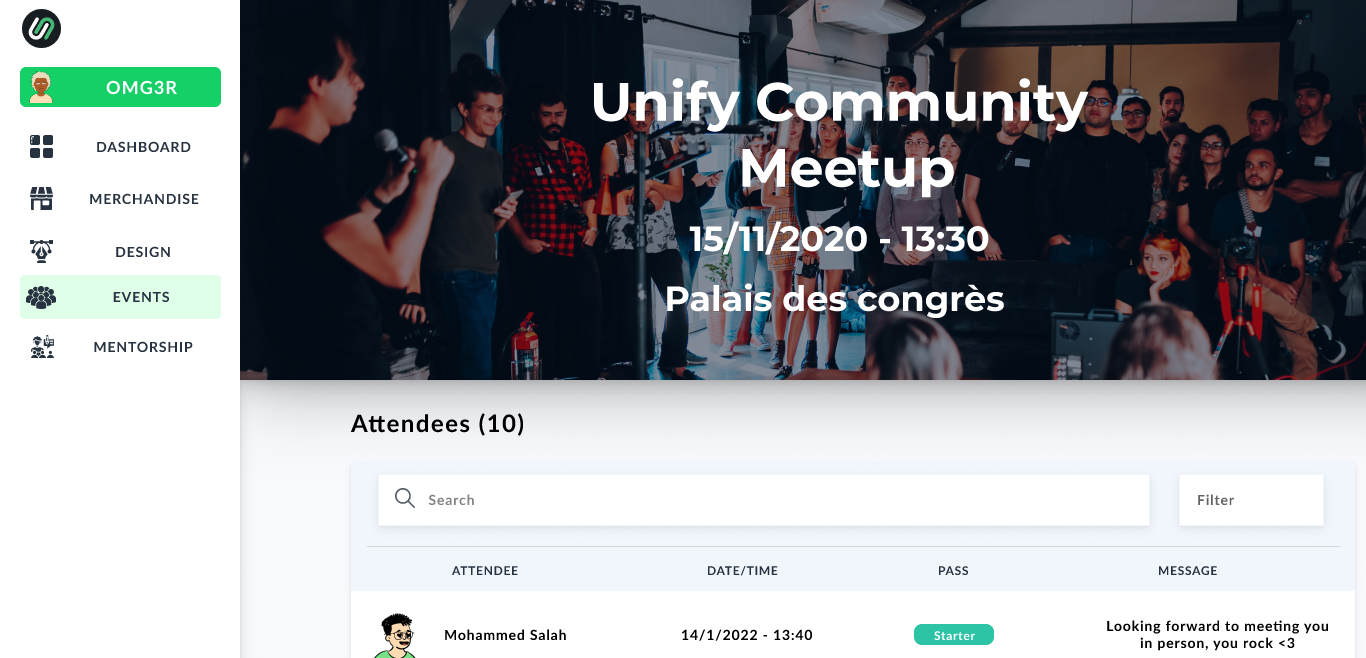 OMG3R
DASHBOARD
MERCHANDISE
DESIGN
EVENTS
MENTORSHIP
Unify Community
Meetup
15/11/2020 - 13:30
Palais des congrès
Attendees (10)
Search
Filter
ATTENDEE DATE/TIME PASS MESSAGE
Mohammed Salah 14/1/2022 - 13:40 Starter Looking forward to meeting you
in person, you rock <3